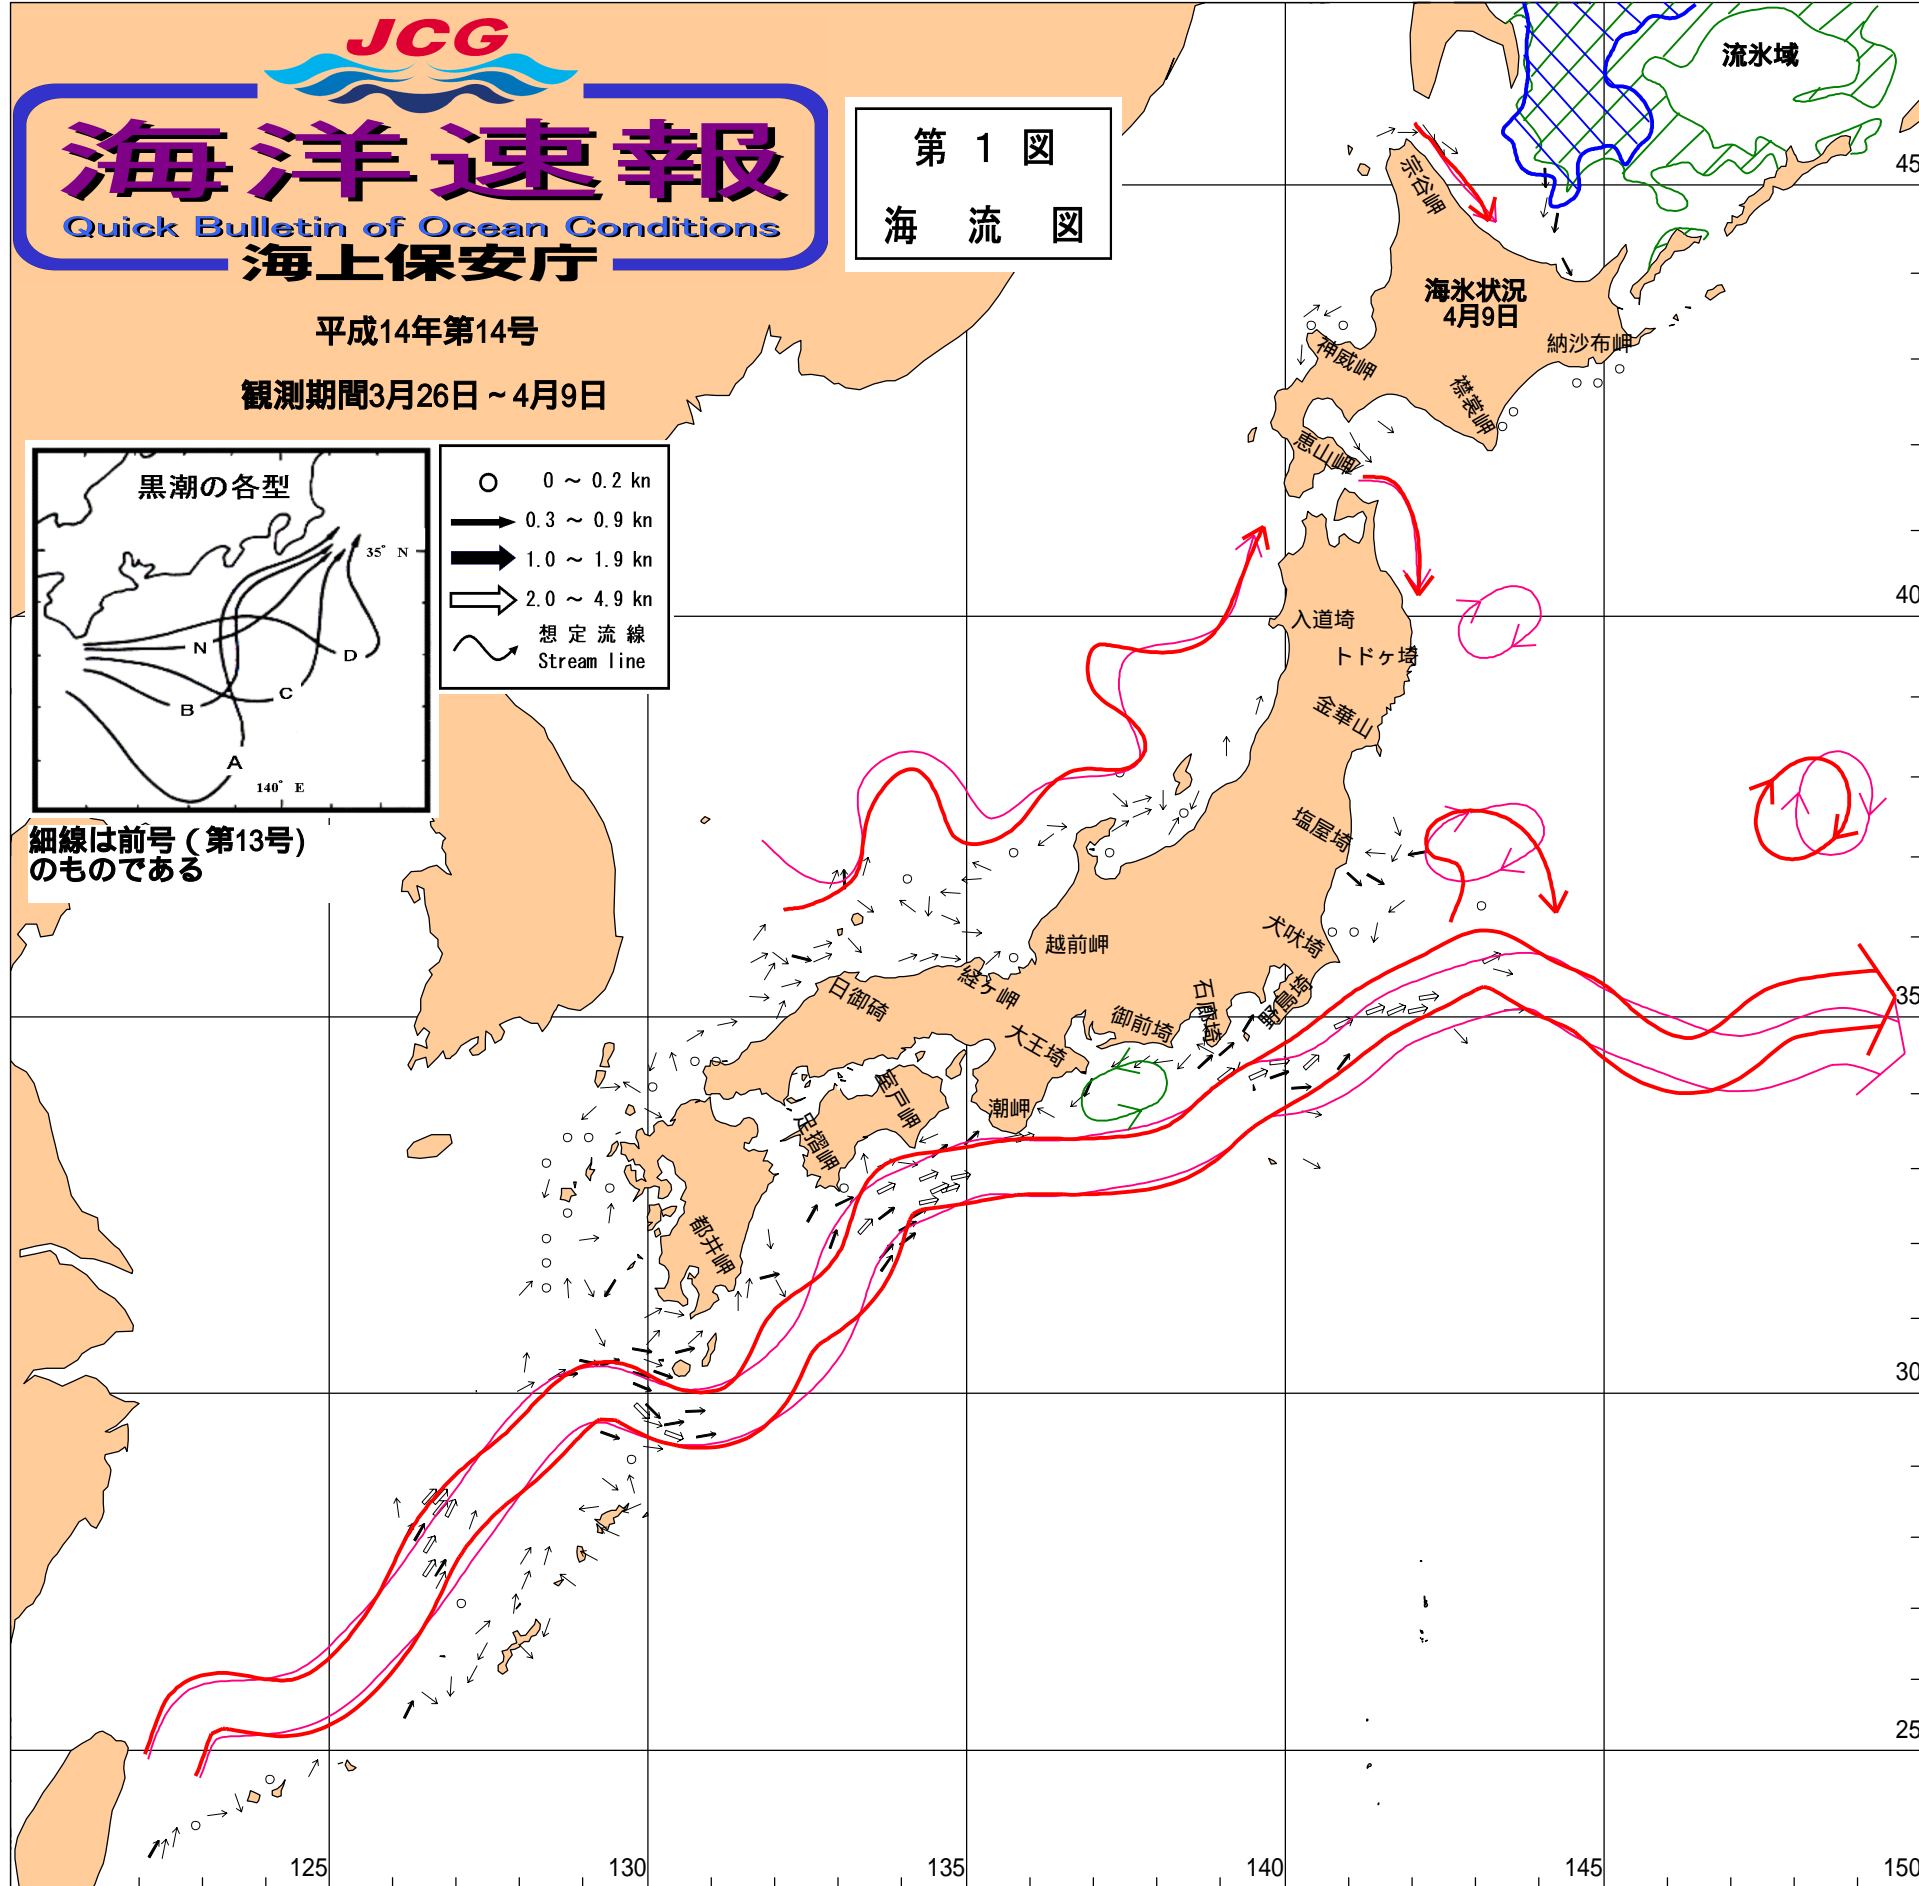 JCG
海洋速報
Quick Bulletin of Ocean Conditions
海上保安庁
平成14年第14号
観測期間3月26日~4月9日
第 1 図
海 流 図
黒潮の各型
35° N
N
D
C
B
A
140° E
0 ～ 0.2 kn
0.3 ～ 0.9 kn
1.0 ～ 1.9 kn
2.0 ～ 4.9 kn
想定流線
Stream line
細線は前号(第13号)
のものである
流氷域
宗谷岬
海氷状況
4月9日
納沙布岬
神威岬
襟裳岬
恵山岬
入道埼
トドヶ埼
金華山
塩屋埼
犬吠埼
野島埼
石廊埼
御前埼
大王埼
潮岬
越前岬
経ヶ岬
日御碕
室戸岬
足摺岬
都井岬
45
40
35
30
25
125
130
135
140
145
150